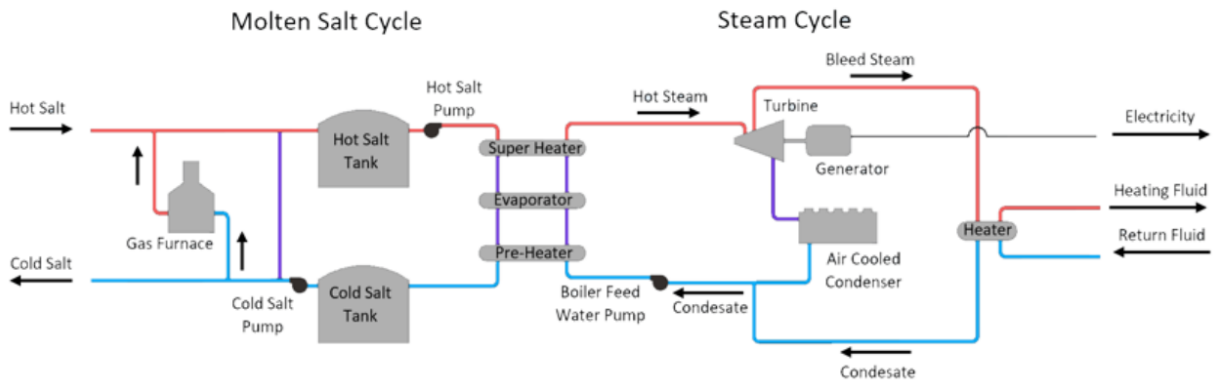 Molten Salt Cycle
Steam Cycle
Hot Salt
Hot Salt
Pump
Hot Salt
Tank
Super Heater
Evaporator
Pre-Heater
Gas Furnace
Cold Salt
Cold Salt
Pump
Cold Salt
Tank
Hot Steam
Turbine
Bleed Steam
Generator
Electricity
Heating Fluid
Heater
Return Fluid
Air Cooled
Condenser
Boiler Feed
Water Pump
Condesate
Condesate